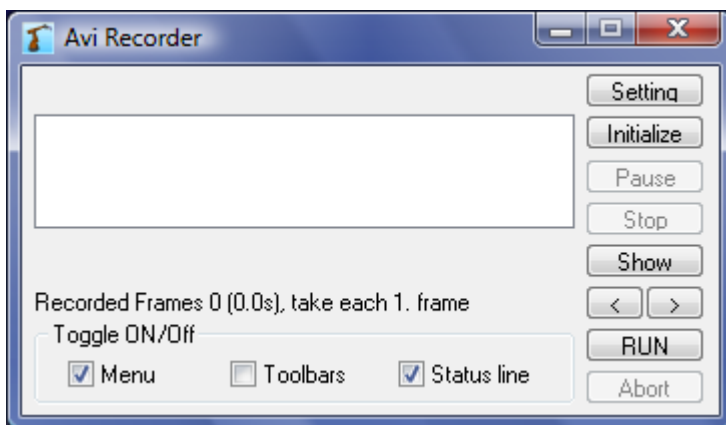 Avi Recorder
Setting
Initialize
Pause
Stop
Show
Recorded Frames 0 (0.0s), take each 1. frame
< >
Toggle ON/Off
RUN
Menu Toolbars Status line
Abort